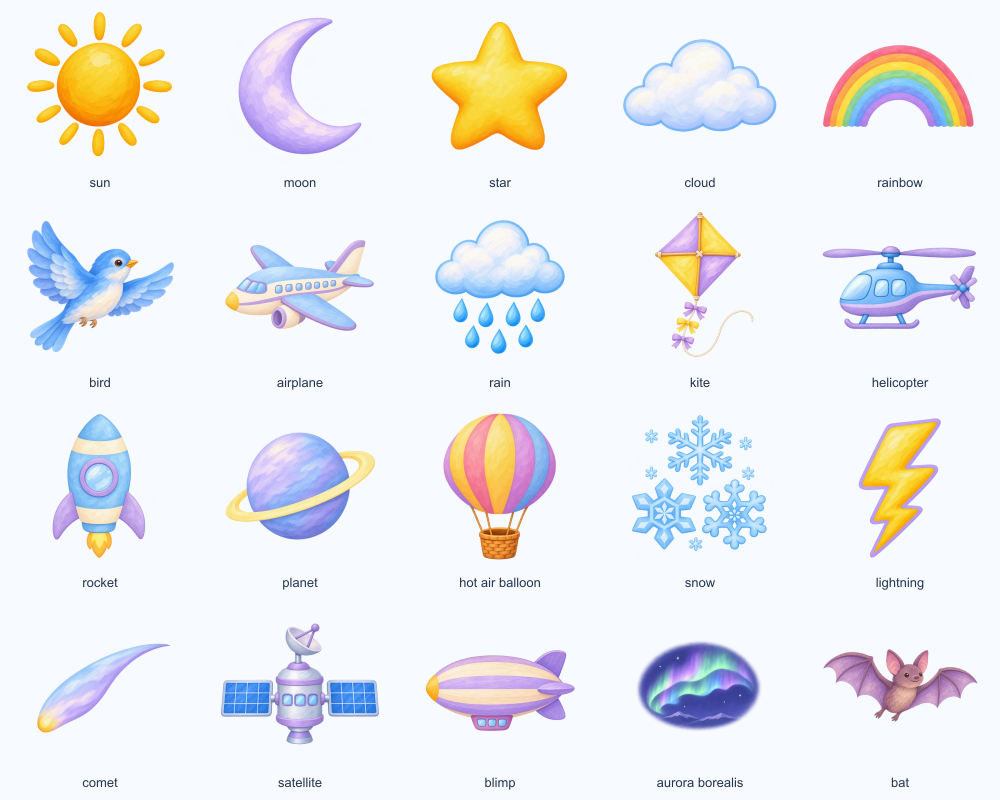 sun
moon
star
cloud
rainbow
bird
airplane
rain
kite
helicopter
rocket
planet
hot air balloon
snow
lightning
comet
satellite
blimp
aurora borealis
bat